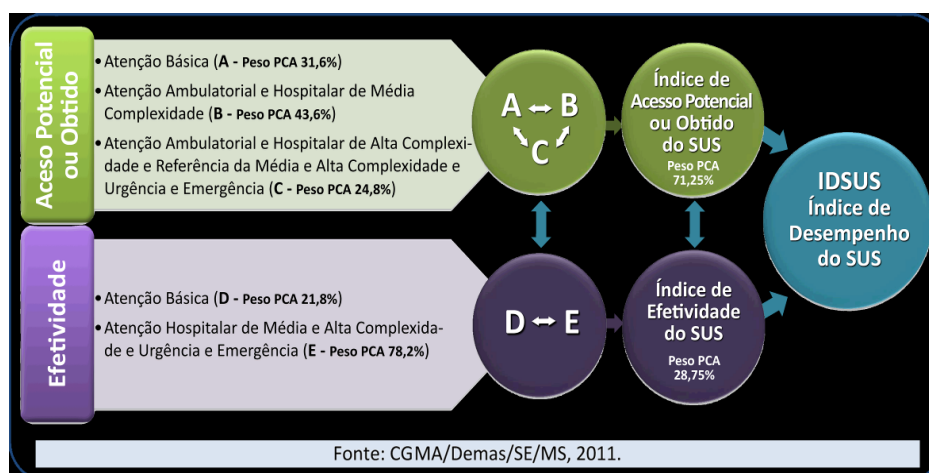 Aceso Potencial
ou Obtido
• Atenção Básica (A - Peso PCA 31,6%)
• Atenção Ambulatorial e Hospitalar de Média
Complexidade (B - Peso PCA 43,6%)
• Atenção Ambulatorial e Hospitalar de Alta Complexi-
dade e Referência da Média e Alta Complexidade e
Urgência e Emergência (C - Peso PCA 24,8%)
A B
C
Índice de
Acesso Potencial
ou Obtido
do SUS
Peso PCA
71,25%
IDSUS
Índice de
Desempenho
do SUS
Efetividade
• Atenção Básica (D - Peso PCA 21,8%)
• Atenção Hospitalar de Média e Alta Complexida-
de e Urgência e Emergência (E - Peso PCA 78,2%)
D E
Índice de
Efetividade
do SUS
Peso PCA
28,75%
Fonte: CGMA/Demas/SE/MS, 2011.